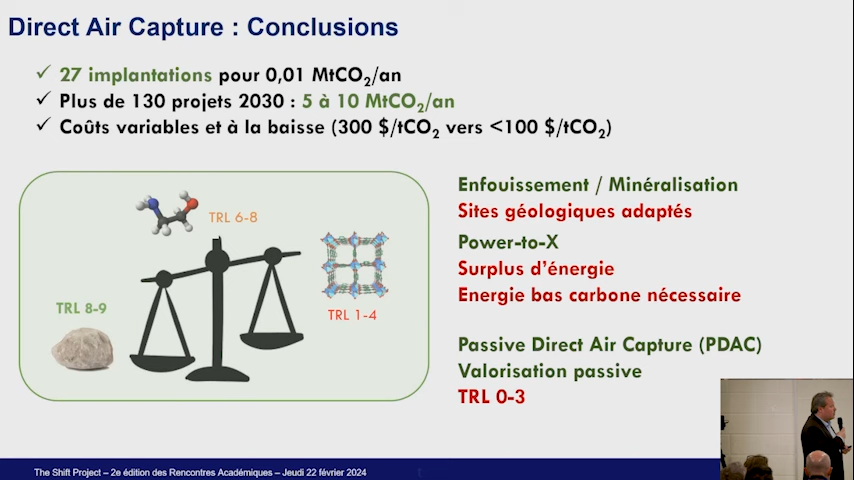 Direct Air Capture : Conclusions
✓ 27 implantations pour 0,01 MtCO₂/an
✓ Plus de 130 projets 2030 : 5 à 10 MtCO₂/an
✓ Coûts variables et à la baisse (300 $/tCO₂ vers <100 $/tCO₂)
TRL 6-8
TRL 8-9
TRL 1-4
Enfouissement / Minéralisation
Sites géologiques adaptés
Power-to-X
Surplus d'énergie
Energie bas carbone nécessaire
Passive Direct Air Capture (PDAC)
Valorisation passive
TRL 0-3
The Shift Project – 2e édition des Rencontres Académiques – Jeudi 22 février 2024